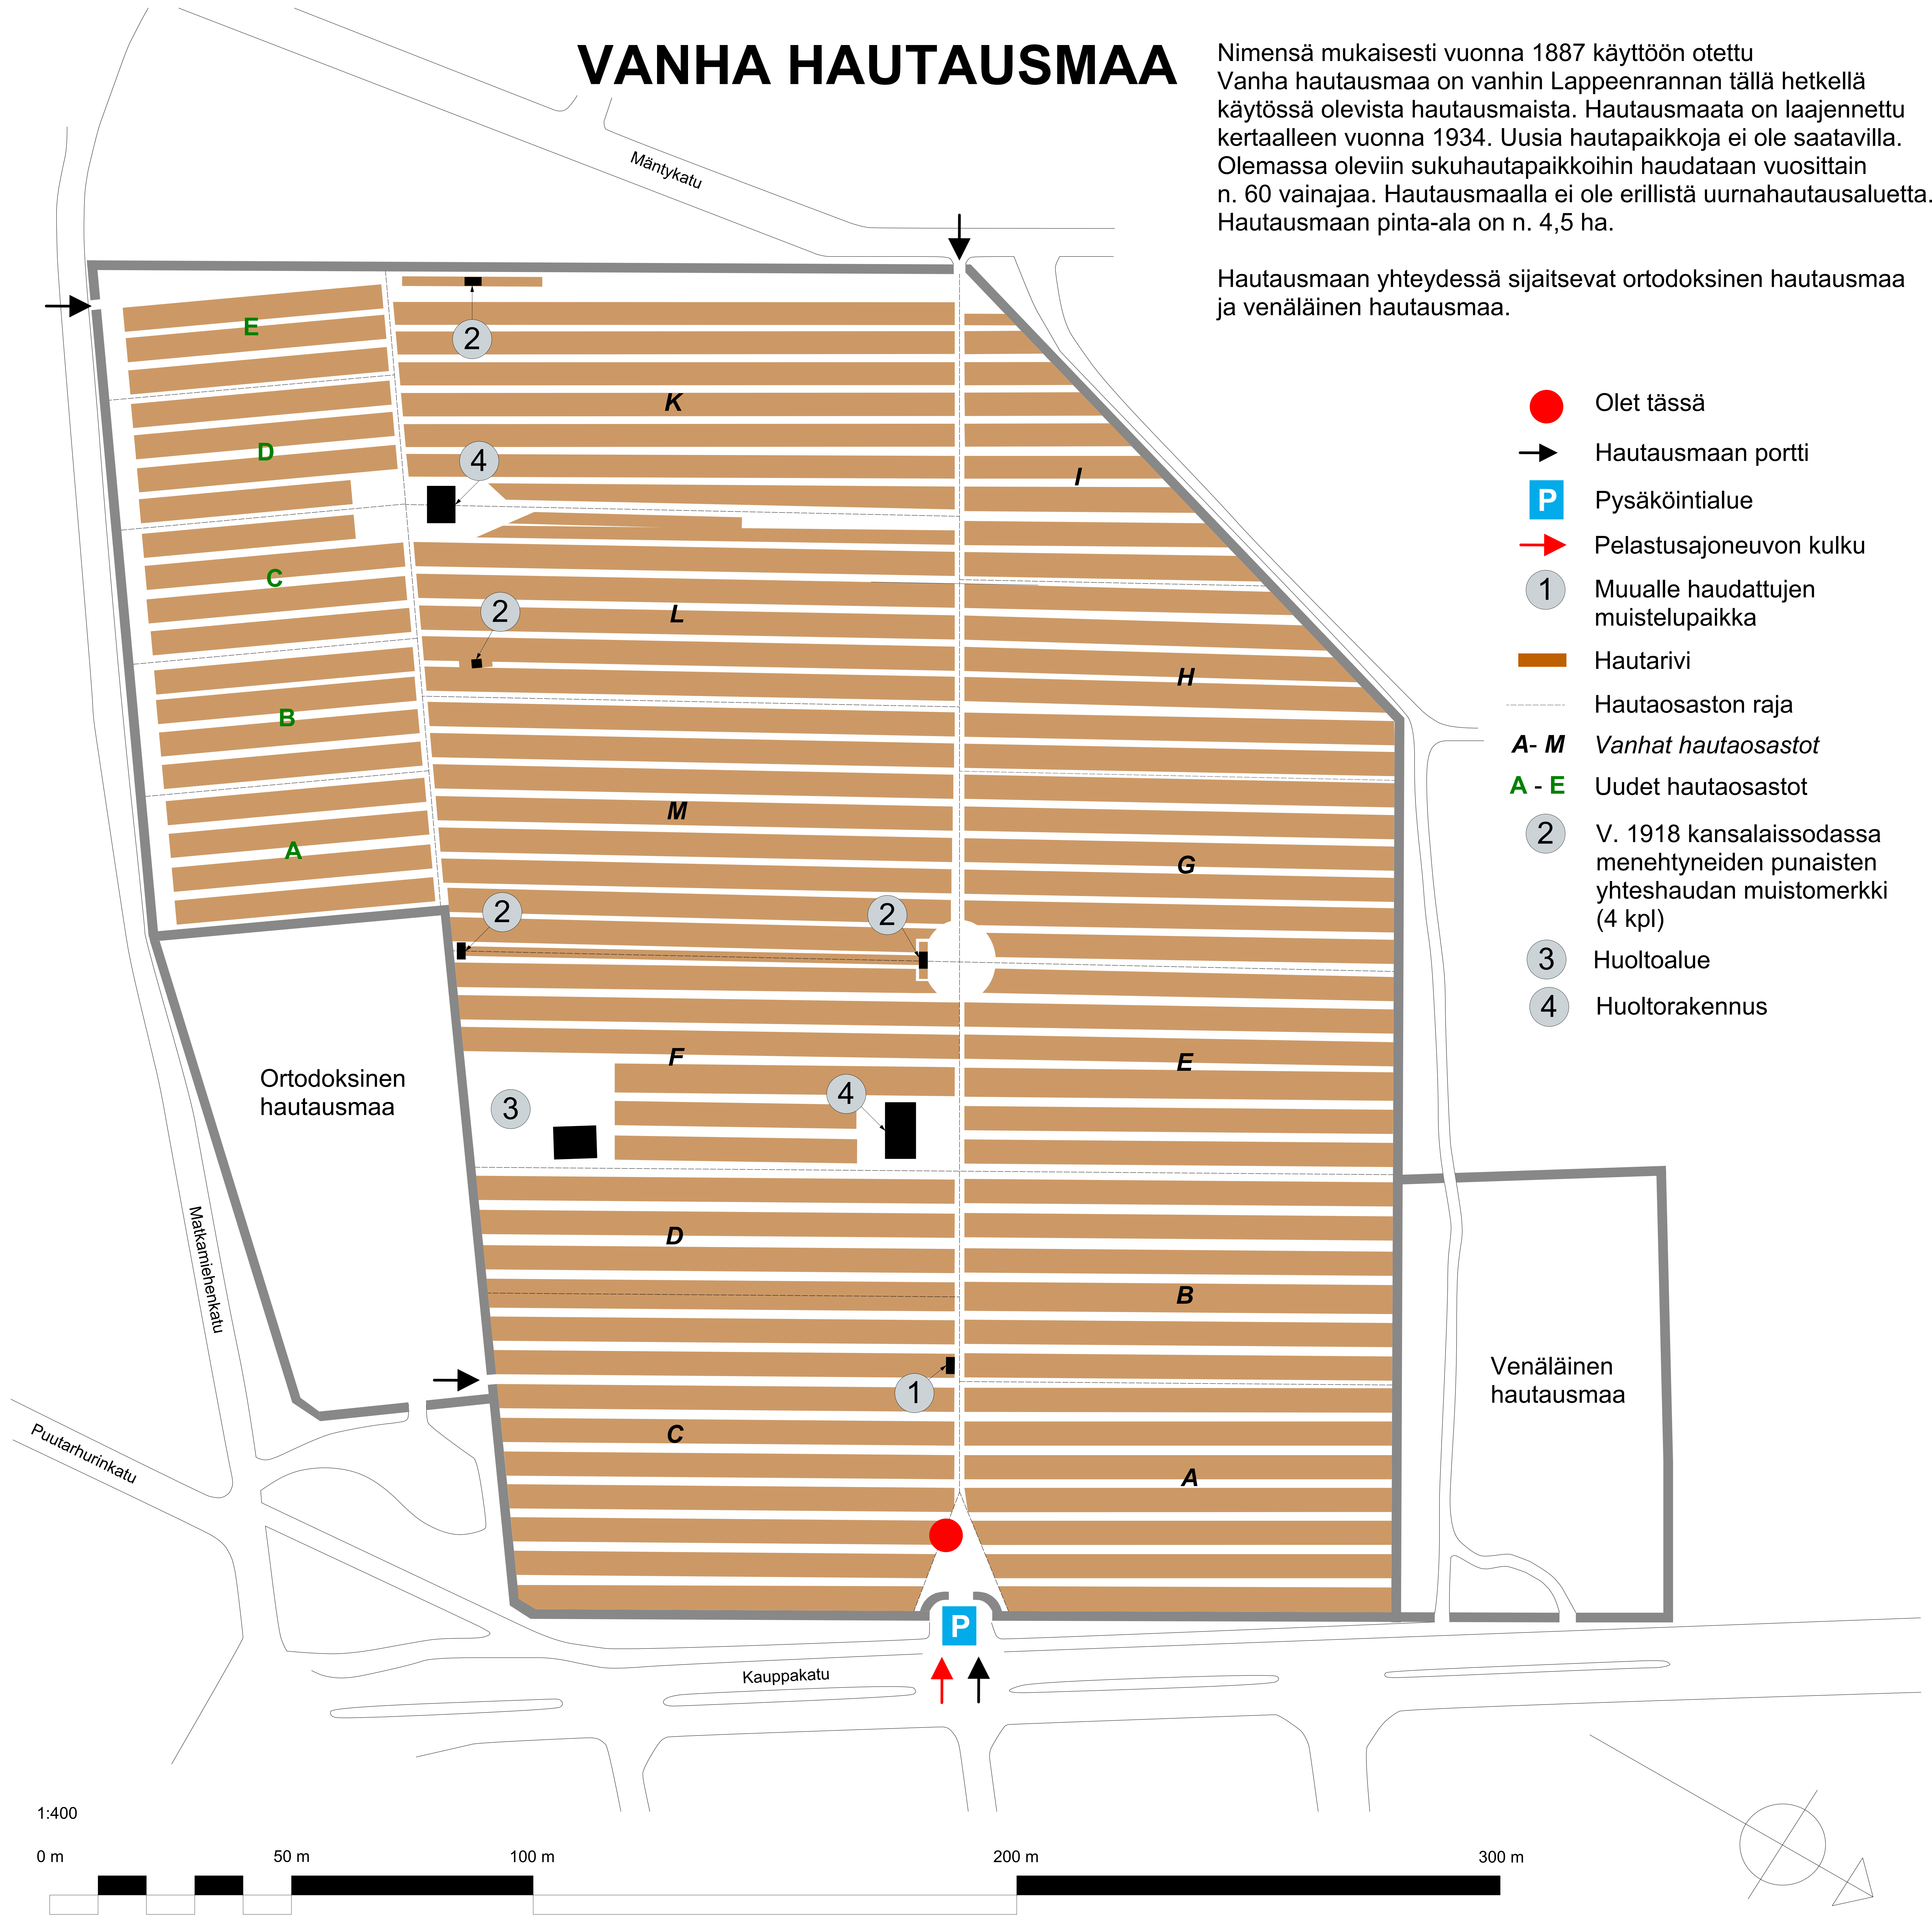 VANHA HAUTAUSMAA
Nimensä mukaisesti vuonna 1887 käyttöön otettu
Vanha hautausmaa on vanhin Lappeenrannan tällä hetkellä
käytössä olevista hautausmaista. Hautausmaata on laajennettu
kertaalleen vuonna 1934. Uusia hautapaikkoja ei ole saatavilla.
Olemassa oleviin sukuhautapaikkoihin haudataan vuosittain
n. 60 vainajaa. Hautausmaalla ei ole erillistä uurnahautausaluetta.
Hautausmaan pinta-ala on n. 4,5 ha.
Hautausmaan yhteydessä sijaitsevat ortodoksinen hautausmaa
ja venäläinen hautausmaa.
Olet tässä
Hautausmaan portti
P Pysäköintialue
Pelastusajoneuvon kulku
1 Muualle haudattujen
muistelupaikka
Hautarivi
Hautaosaston raja
A- M Vanhat hautaosastot
A - E Uudet hautaosastot
2 V. 1918 kansalaissodassa
menehtyneiden punaisten
yhteishaudan muistomerkki
(4 kpl)
3 Huoltoalue
4 Huoltorakennus
Mäntykatu
E
2
K
D
4
I
C
2
L
H
B
M
A
G
2
2
F
E
Ortodoksinen
hautausmaa
3
4
Matkamiehenkatu
D
B
1
Venäläinen
hautausmaa
C
A
Puutarhurinkatu
P
Kauppakatu
1:400
0 m
50 m
100 m
200 m
300 m